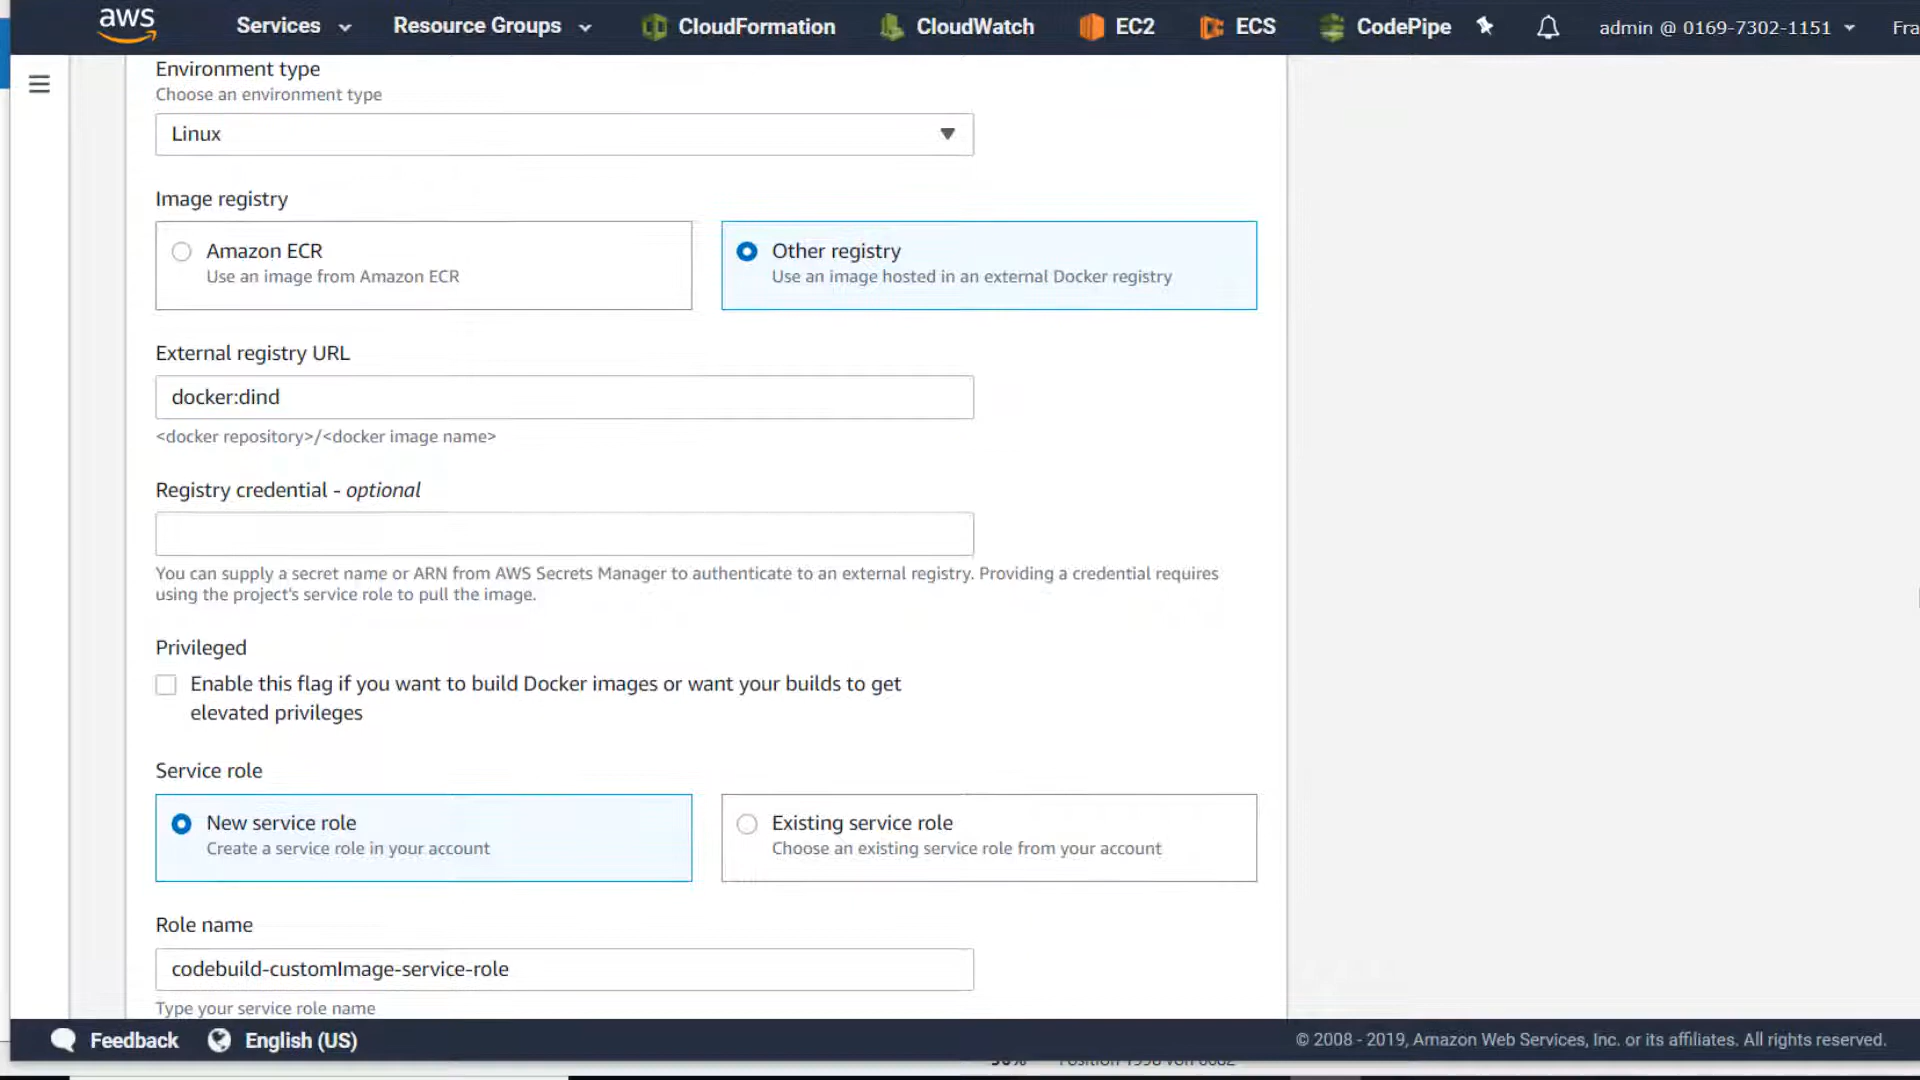 aws Services Resource Groups CloudFormation CloudWatch EC2 ECS CodePipe admin @ 0169-7302-1151 Fra
Environment type
Choose an environment type
Linux
Image registry
Amazon ECR
Use an image from Amazon ECR
Other registry
Use an image hosted in an external Docker registry
External registry URL
docker:dind
<docker repository>/<docker image name>
Registry credential - optional
You can supply a secret name or ARN from AWS Secrets Manager to authenticate to an external registry. Providing a credential requires
using the project's service role to pull the image.
Privileged
Enable this flag if you want to build Docker images or want your builds to get
elevated privileges
Service role
New service role
Create a service role in your account
Existing service role
Choose an existing service role from your account
Role name
codebuild-customImage-service-role
Type your service role name
Feedback English (US) © 2008 - 2019, Amazon Web Services, Inc. or its affiliates. All rights reserved.